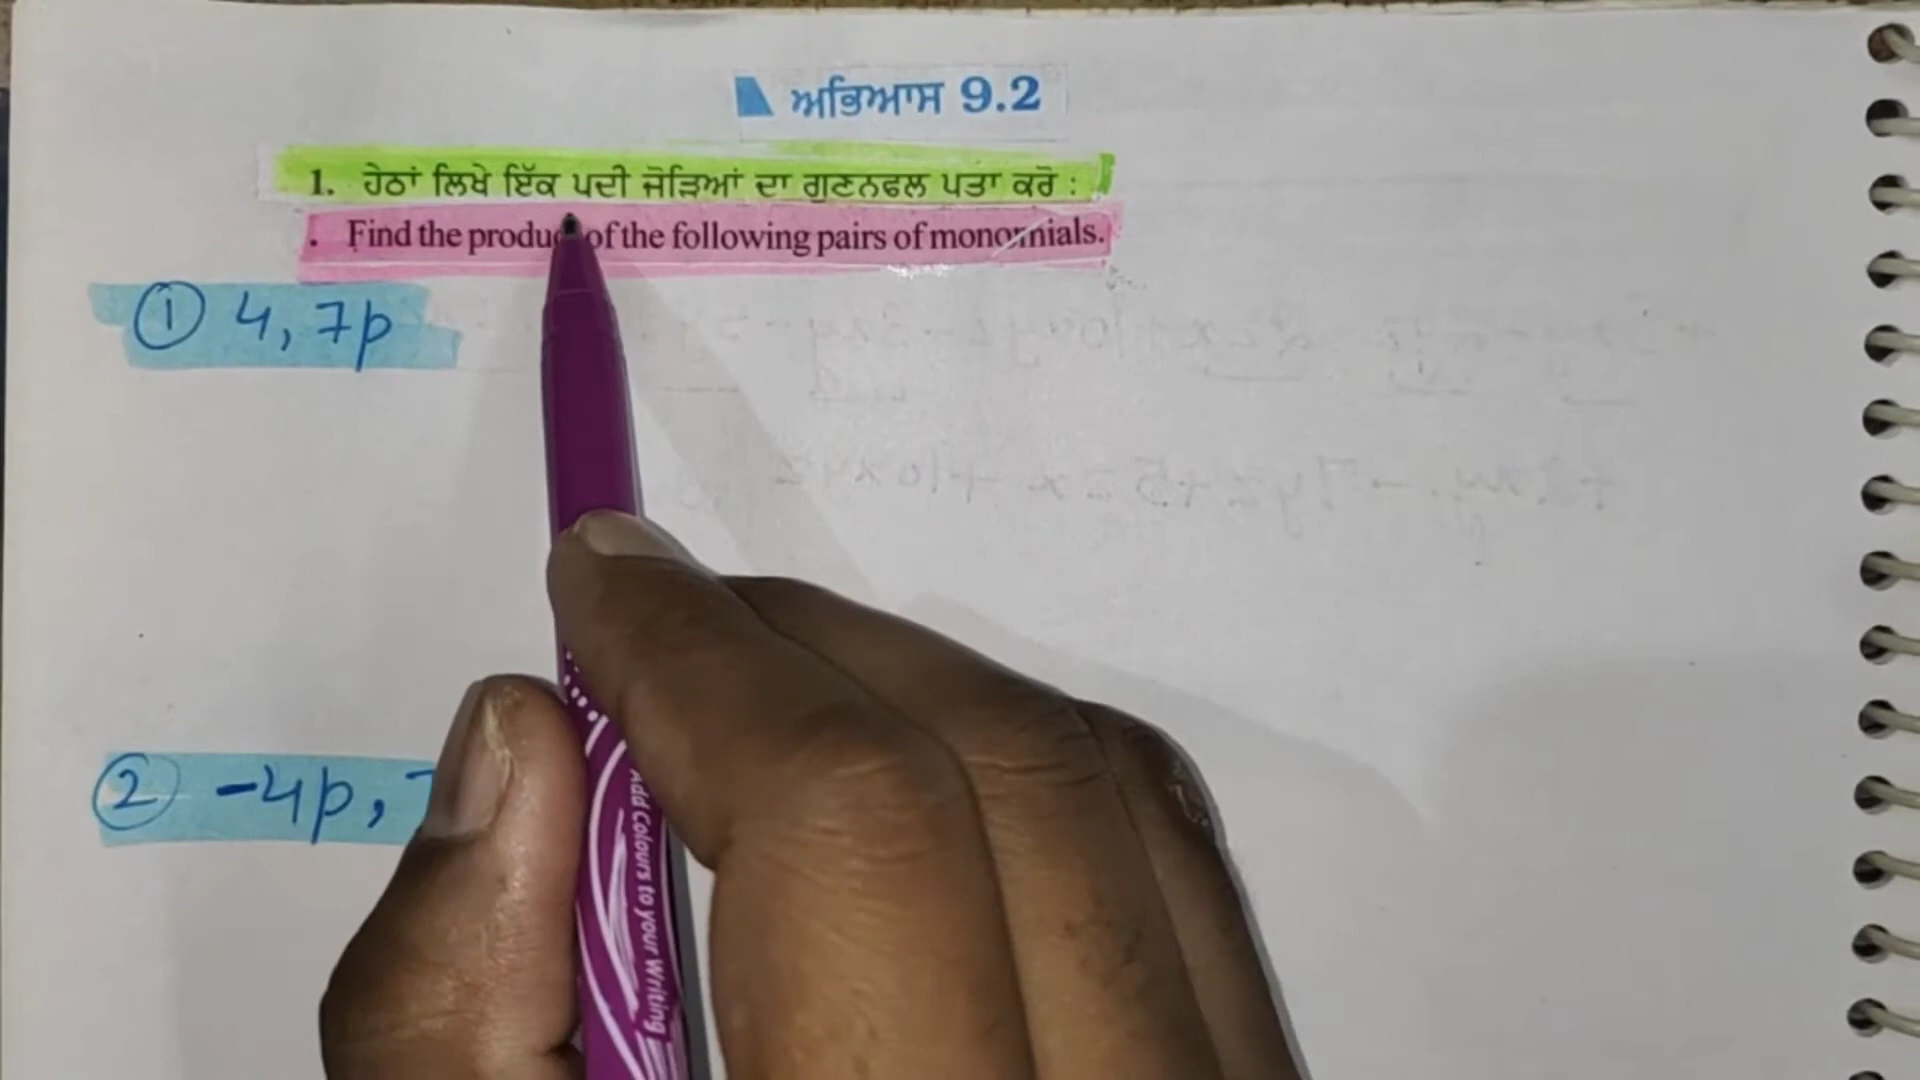 ਅਭਿਆਸ 9.2
1. ਹੇਠਾਂ ਲਿਖੇ ਇੱਕ ਪਦੀ ਜੋੜਿਆਂ ਦਾ ਗੁਣਨਫਲ ਪਤਾ ਕਰੋ :
. Find the of the following pairs of monomials.
① 4, 7p
② -4p,
Add Colours to your Writing